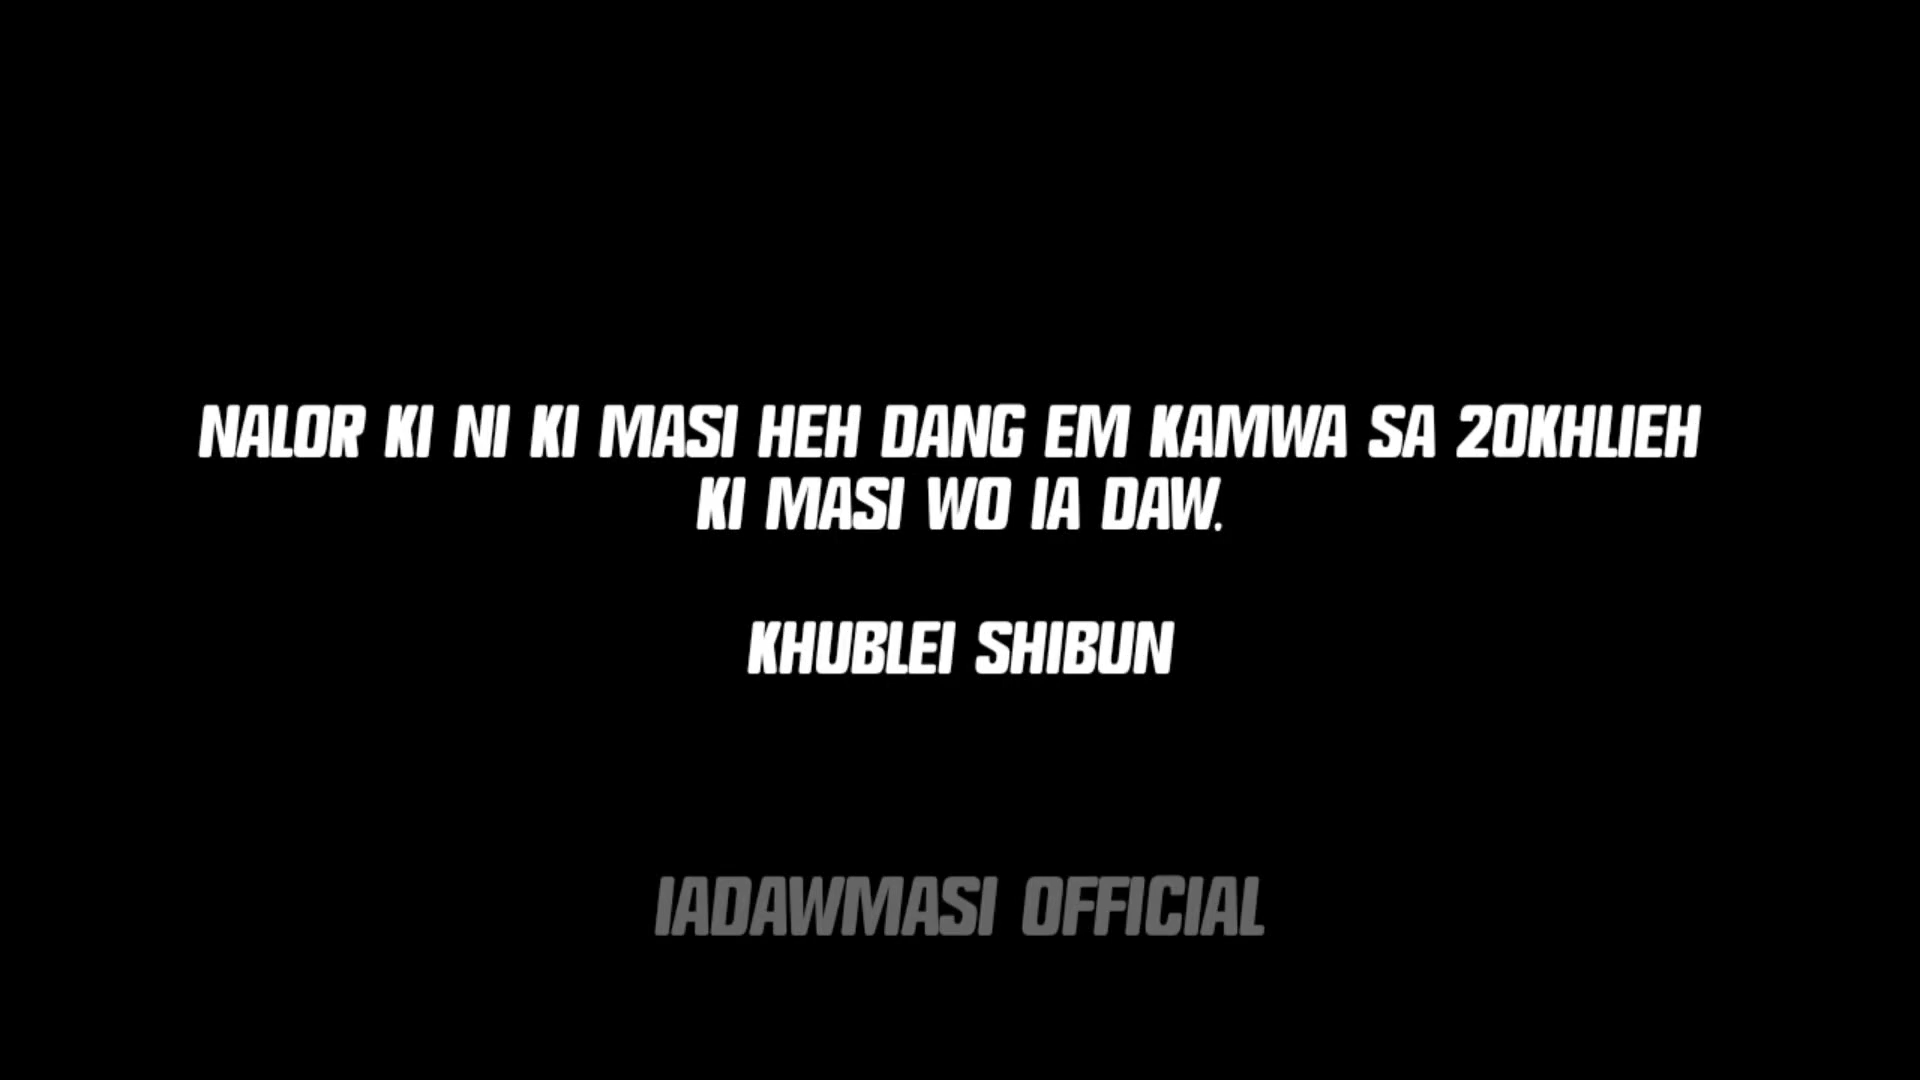 NALOR KI NI KI MASI HEH DANG EM KAMWA SA 20KHLIEH
KI MASI WO IA DAW.
KHUBLEI SHIBUN
IADAWMASI OFFICIAL